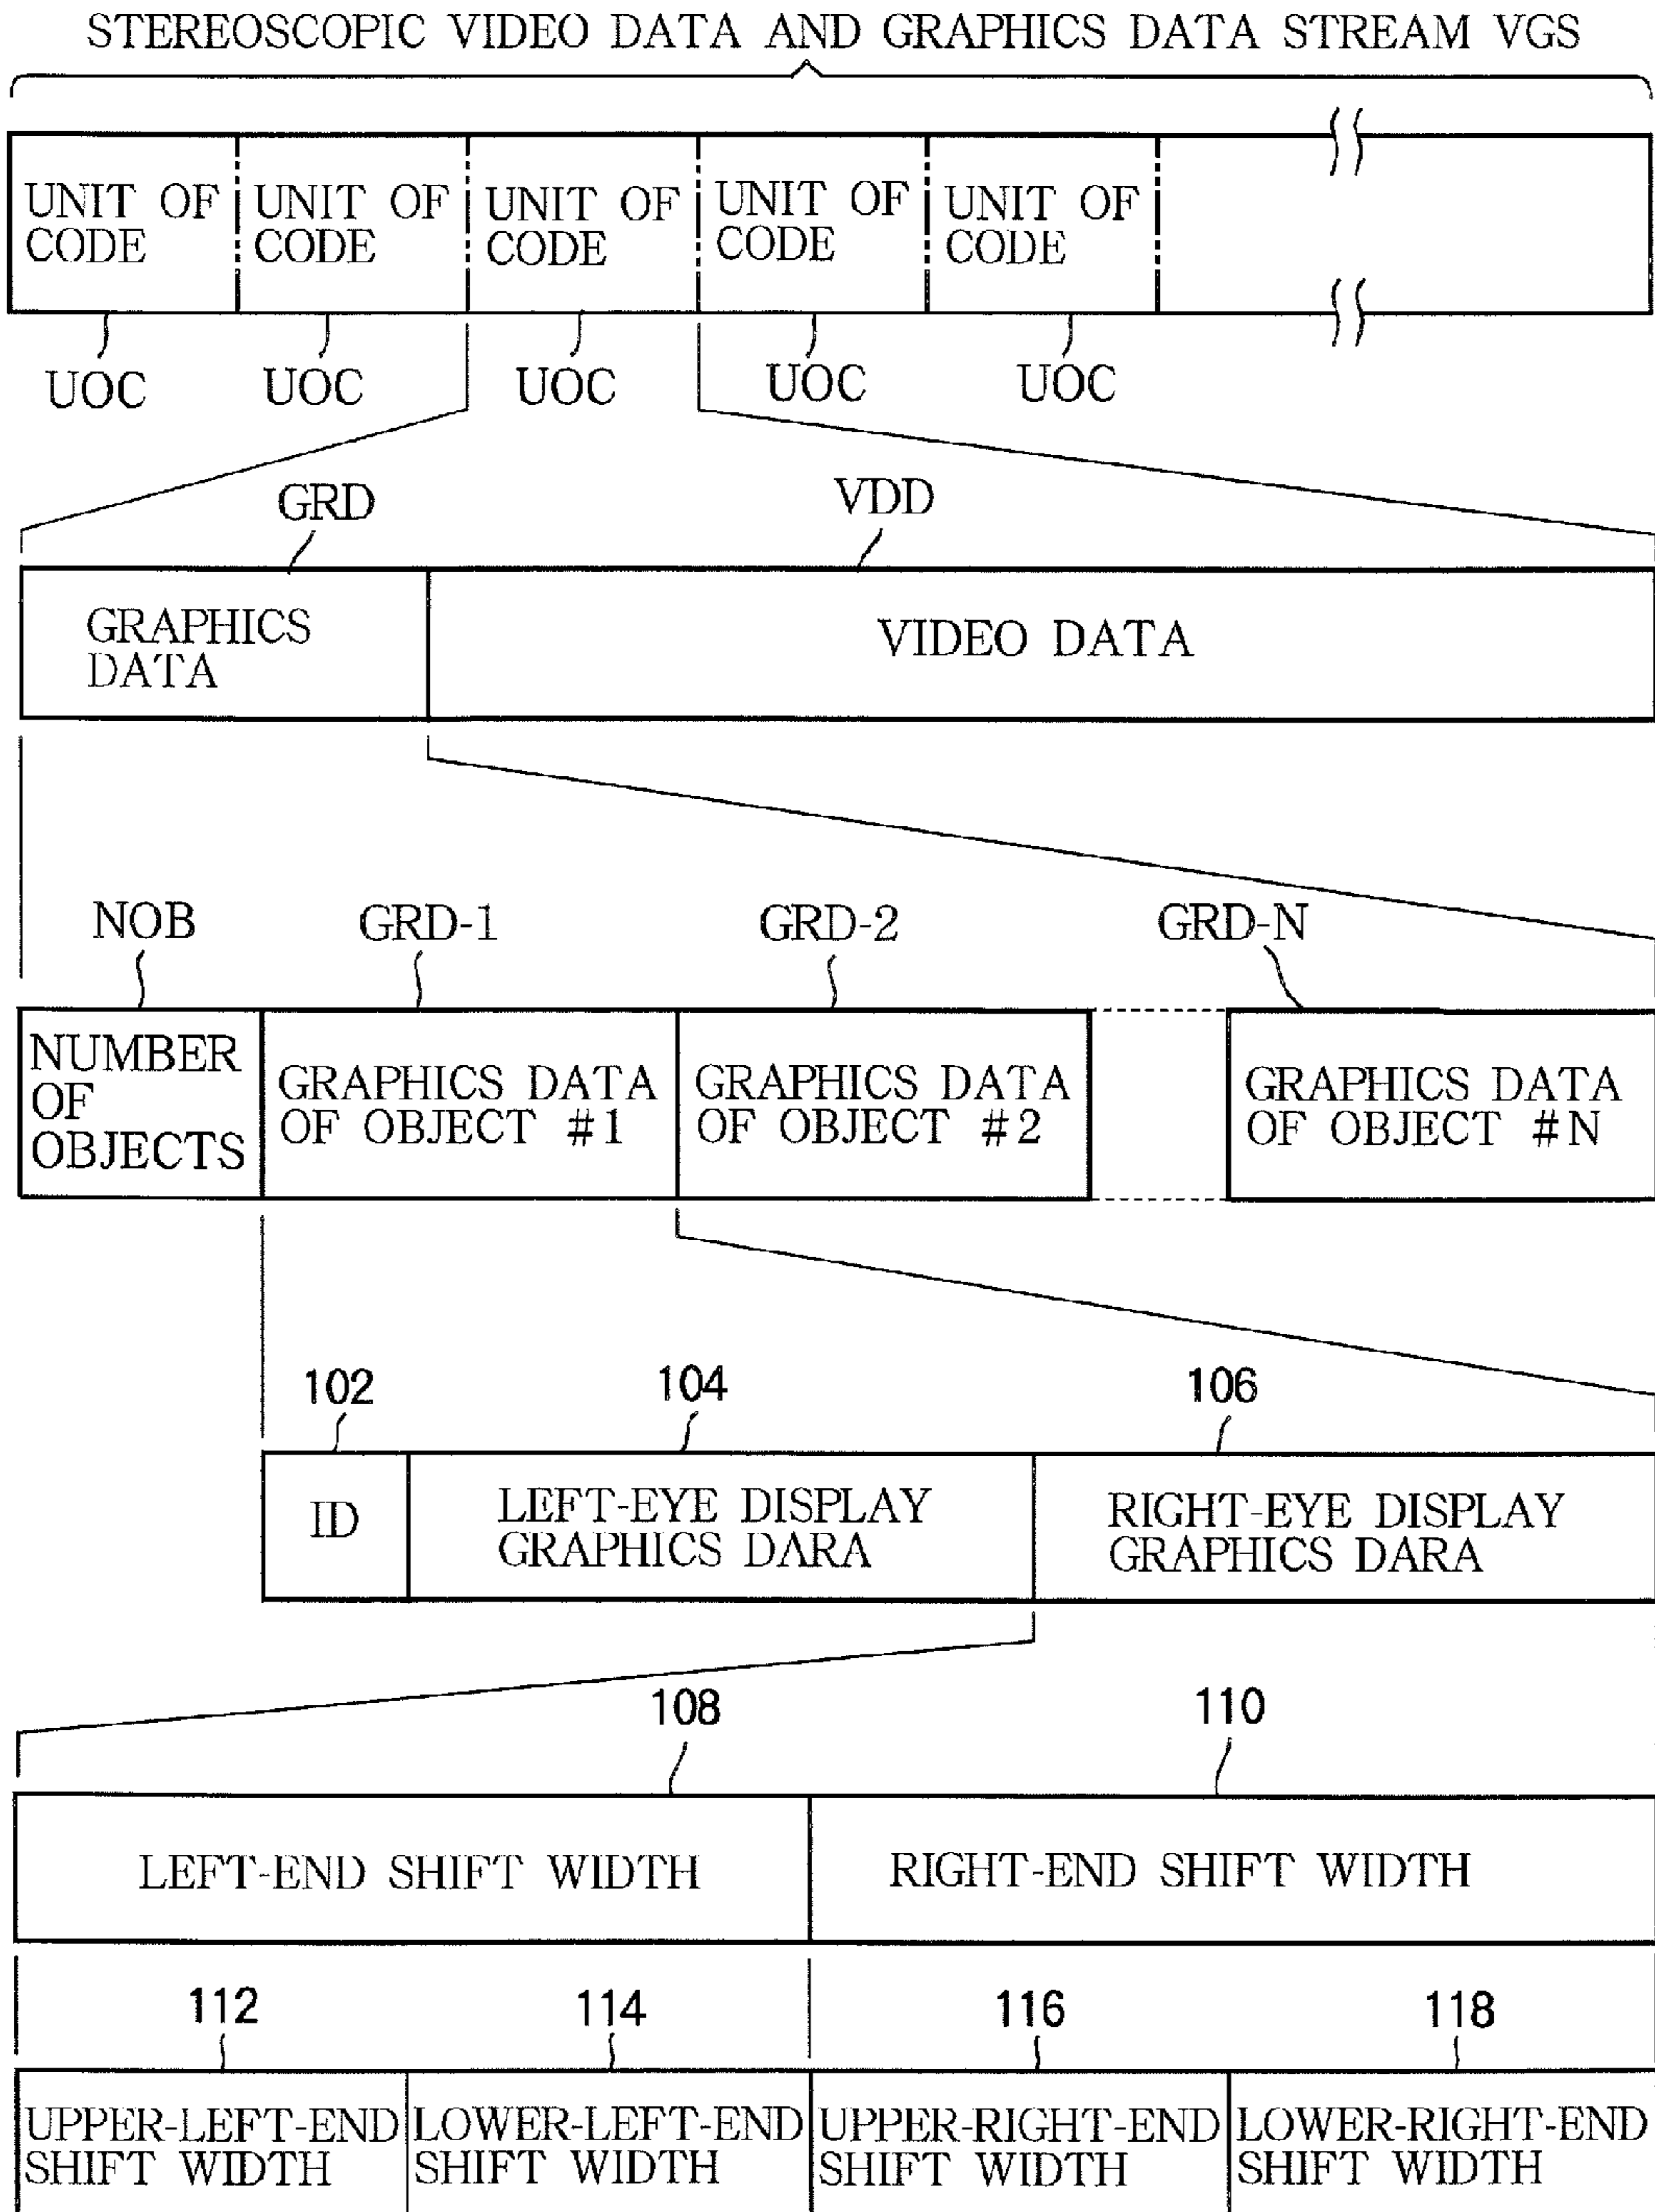 STEREOSCOPIC VIDEO DATA AND GRAPHICS DATA STREAM VGS
UNIT OF CODE
UNIT OF CODE
UNIT OF CODE
UNIT OF CODE
UNIT OF CODE
UOC
UOC
UOC
UOC
UOC
GRD
VDD
GRAPHICS
DATA
VIDEO DATA
NOB
GRD-1
GRD-2
GRD-N
NUMBER
OF
OBJECTS
GRAPHICS DATA
OF OBJECT #1
GRAPHICS DATA
OF OBJECT #2
GRAPHICS DATA
OF OBJECT #N
102
104
106
ID
LEFT-EYE DISPLAY
GRAPHICS DARA
RIGHT-EYE DISPLAY
GRAPHICS DARA
108
110
LEFT-END SHIFT WIDTH
RIGHT-END SHIFT WIDTH
112
114
116
118
UPPER-LEFT-END
SHIFT WIDTH
LOWER-LEFT-END
SHIFT WIDTH
UPPER-RIGHT-END
SHIFT WIDTH
LOWER-RIGHT-END
SHIFT WIDTH